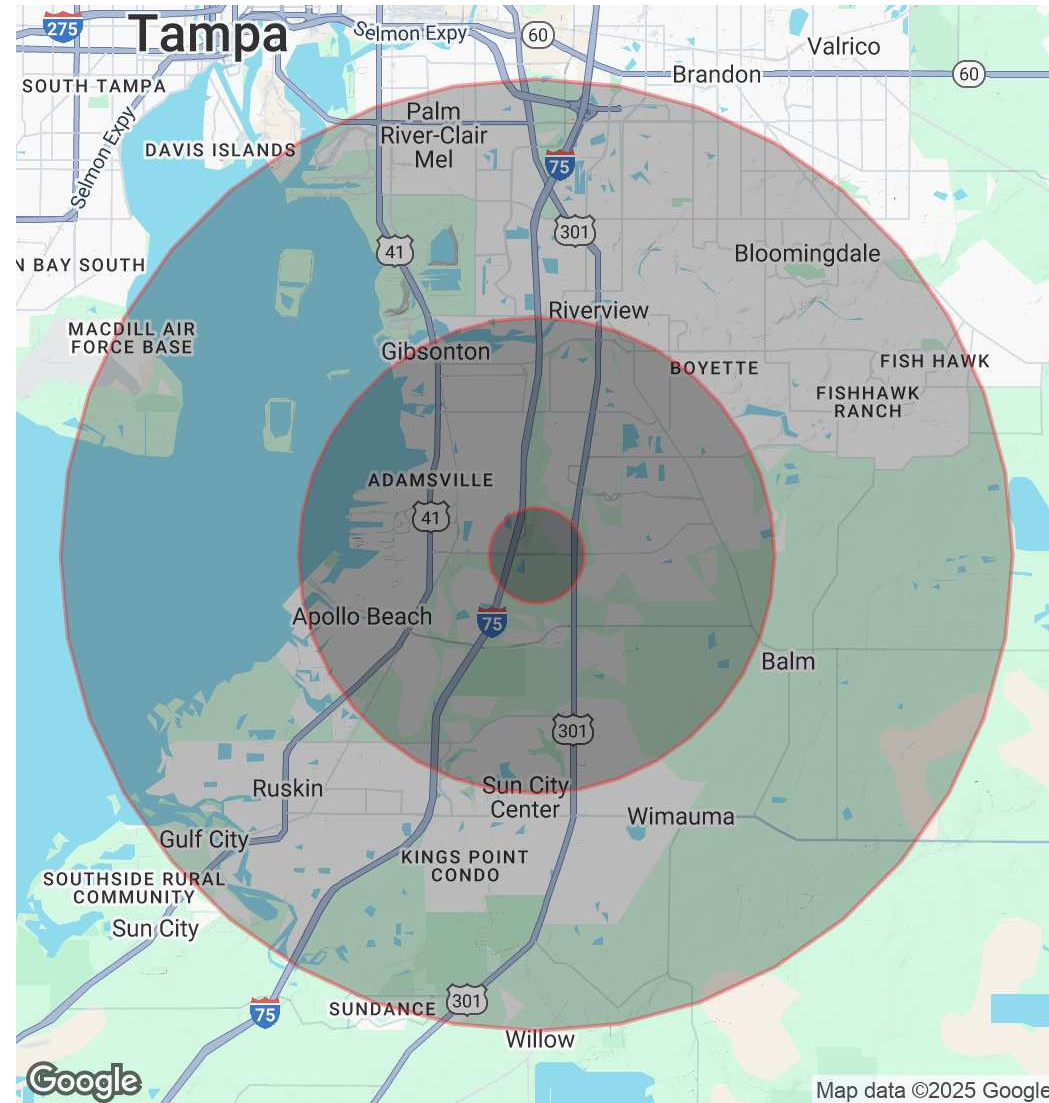 275
Tampa
Selmon Expy
60
Valrico
Brandon
60
SOUTH TAMPA
Selmon Expy
Palm
River-Clair
Mel
DAVIS ISLANDS
75
301
41
Bloomingdale
N BAY SOUTH
Riverview
MACDILL AIR
FORCE BASE
Gibsonton
BOYETTE
FISH HAWK
FISHHAWK
RANCH
ADAMSVILLE
41
Apollo Beach
75
Balm
301
Ruskin
Sun City
Center
Wimauma
Gulf City
KINGS POINT
CONDO
SOUTHSIDE RURAL
COMMUNITY
Sun City
75
SUNDANCE
301
Willow
Google
Map data ©2025 Google